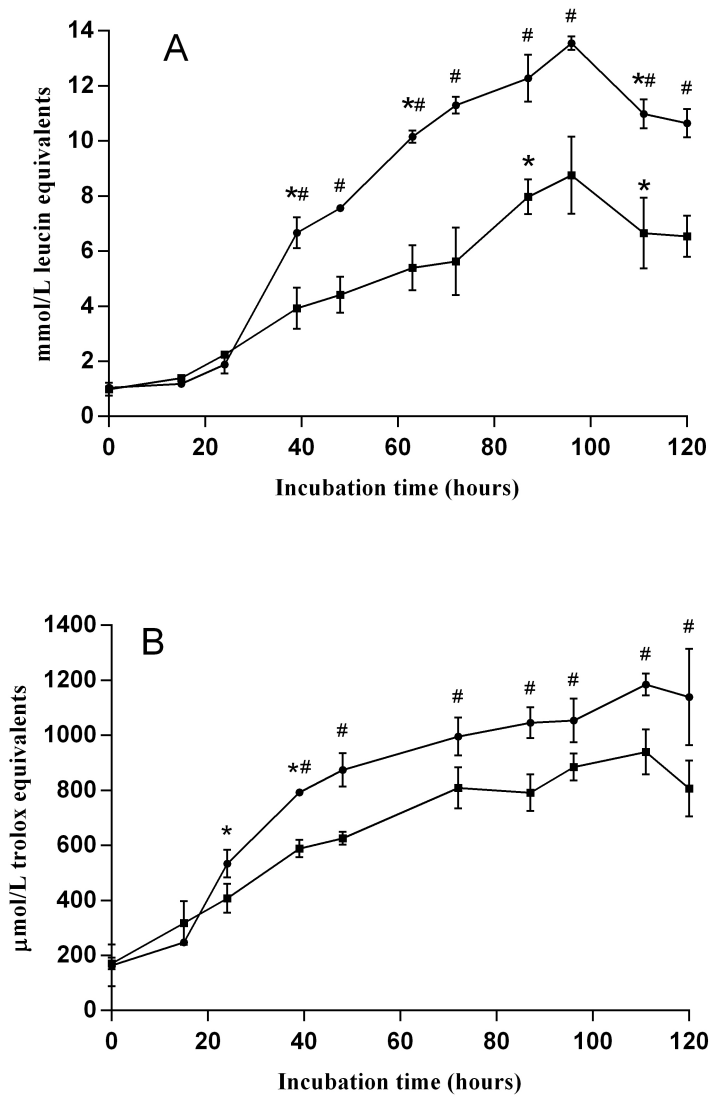 A
mmol/L leucin equivalents
14
12
10
8
6
4
2
0
*# # *# # # # *# #
* *
0 20 40 60 80 100 120
Incubation time (hours)
B
µmol/L trolox equivalents
1400
1200
1000
800
600
400
200
0
* *# # # # # # #
0 20 40 60 80 100 120
Incubation time (hours)